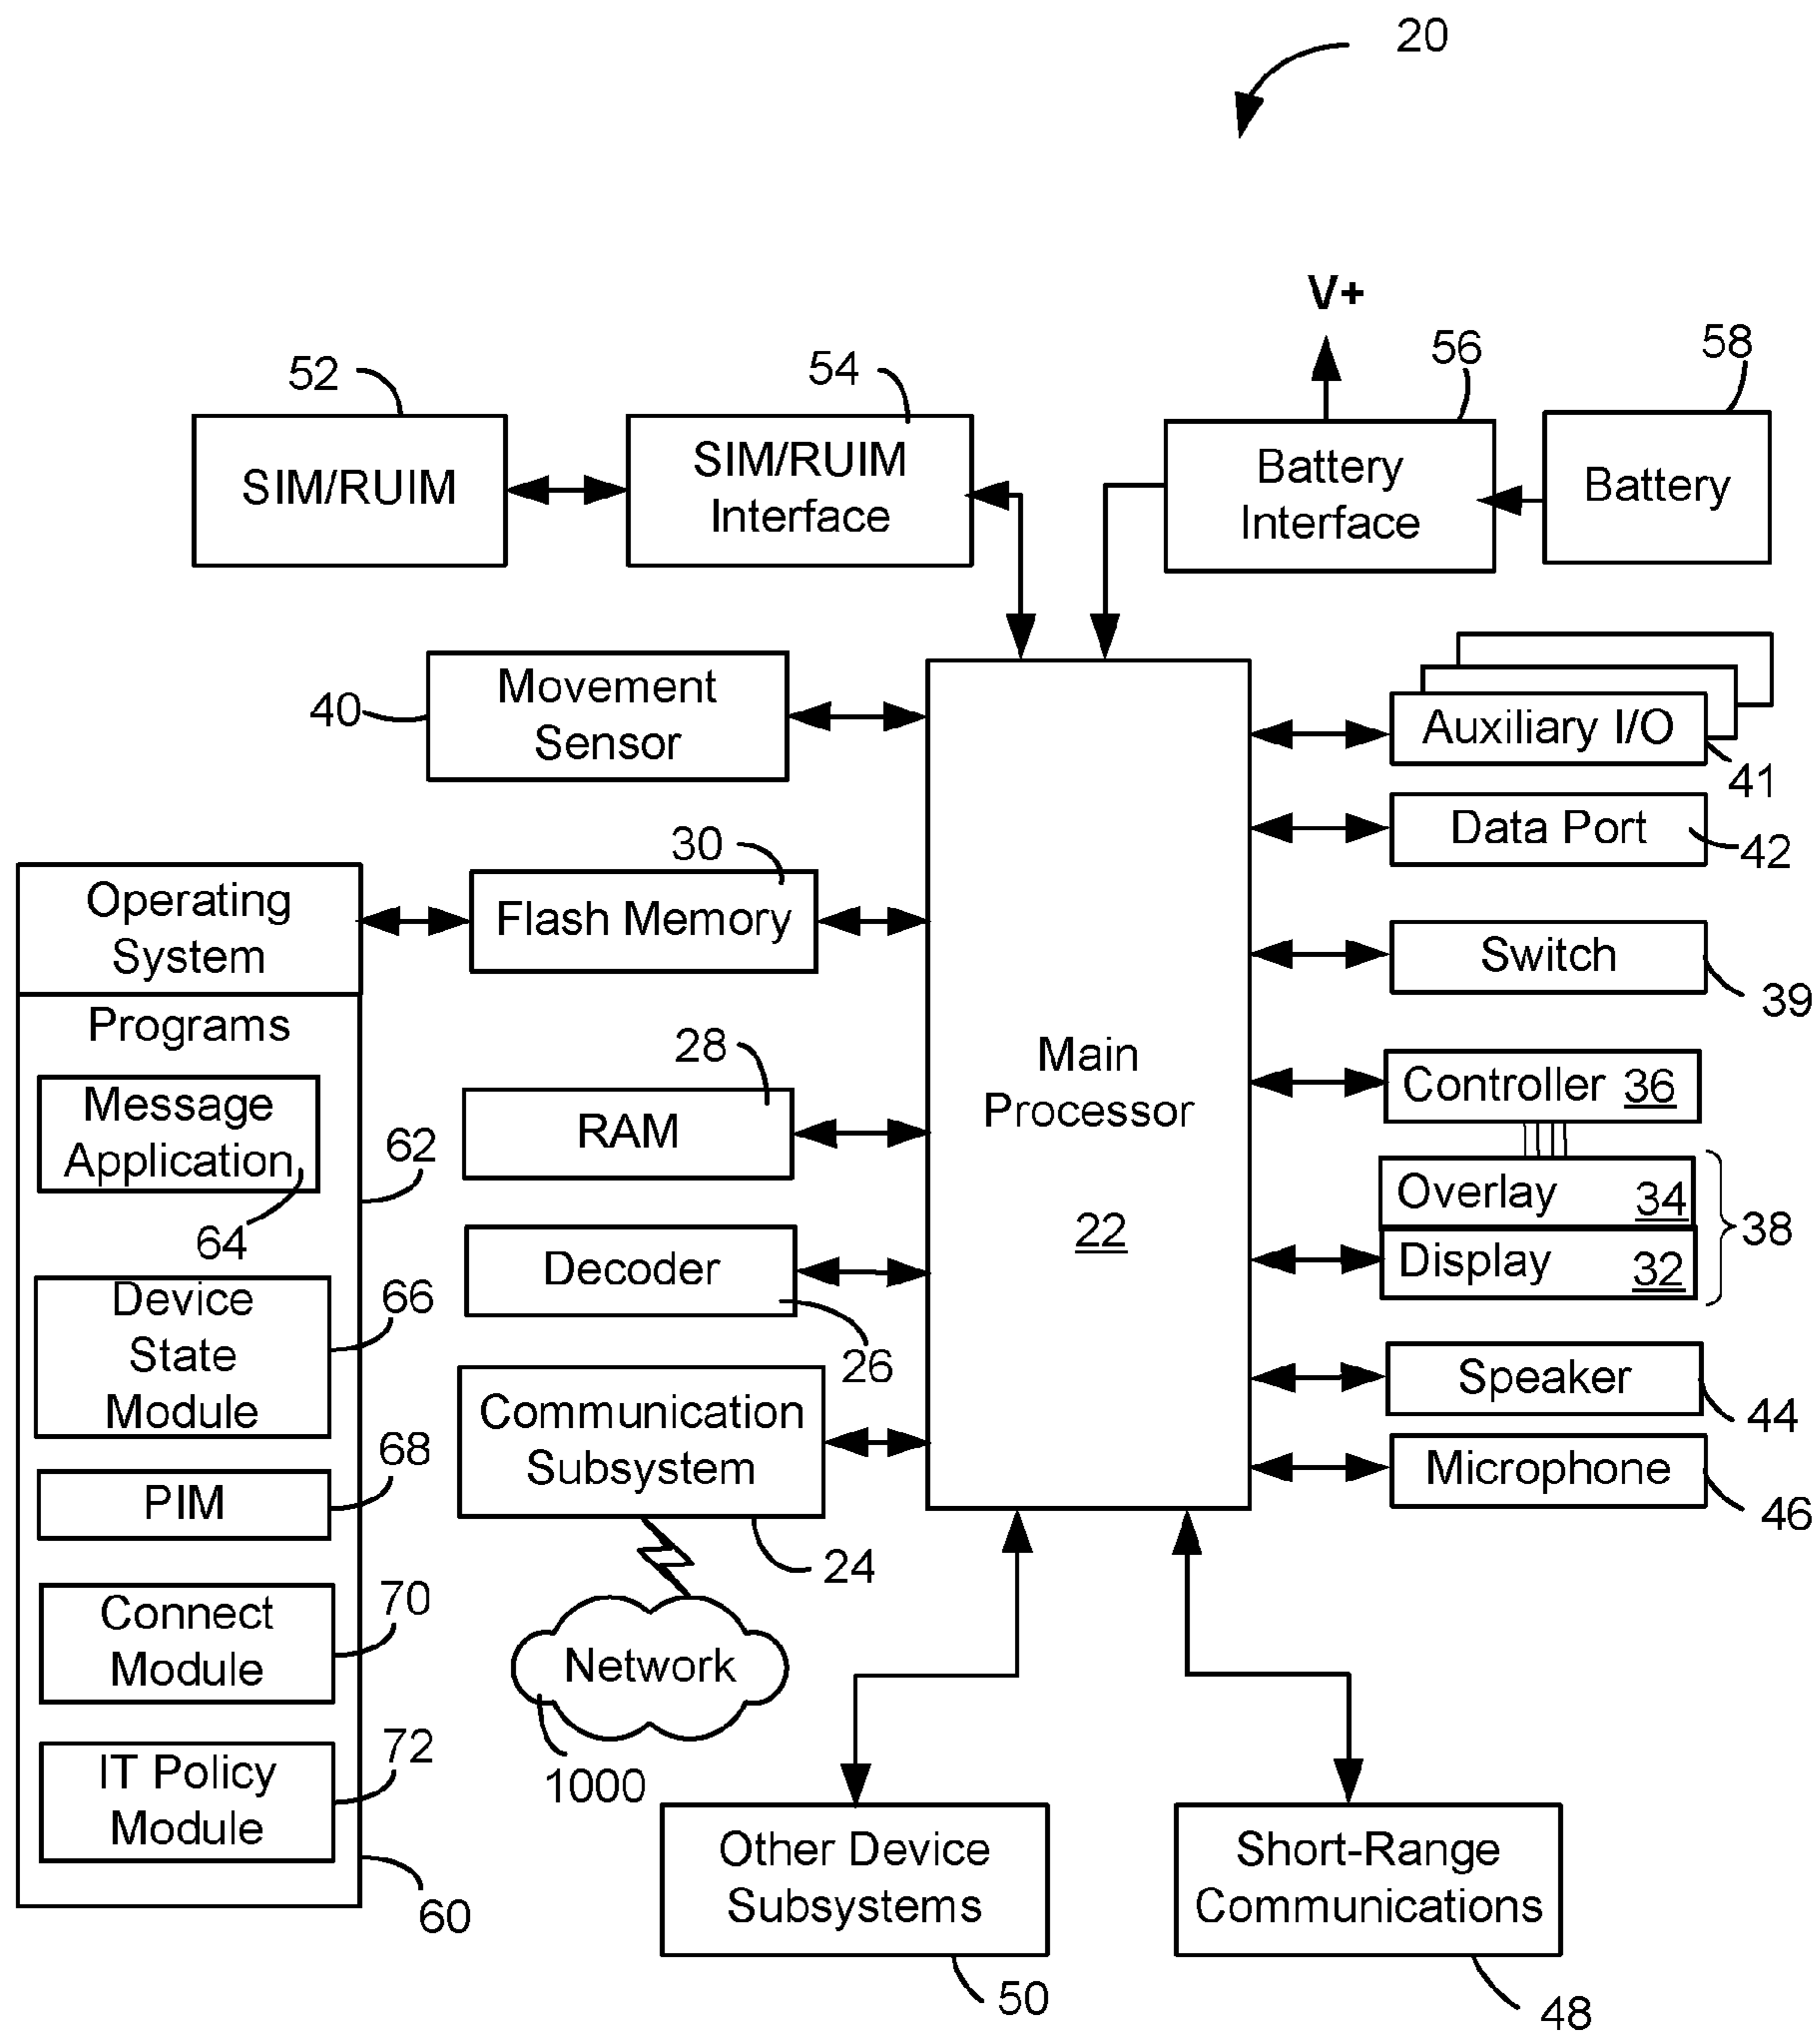 20
V+
52
54
56
58
SIM/RUIM
SIM/RUIM
Interface
Battery
Interface
Battery
40
Movement
Sensor
Auxiliary I/O
41
Data Port
42
30
Flash Memory
Operating
System
Switch
39
Programs
Message
Application
64
62
28
RAM
Main
Processor
22
Controller 36
Overlay 34
Display 32
38
Decoder
26
Device
State
Module
66
Communication
Subsystem
24
Speaker
44
Microphone
46
PIM
68
Connect
Module
70
Network
1000
IT Policy
Module
72
60
Other Device
Subsystems
50
Short-Range
Communications
48